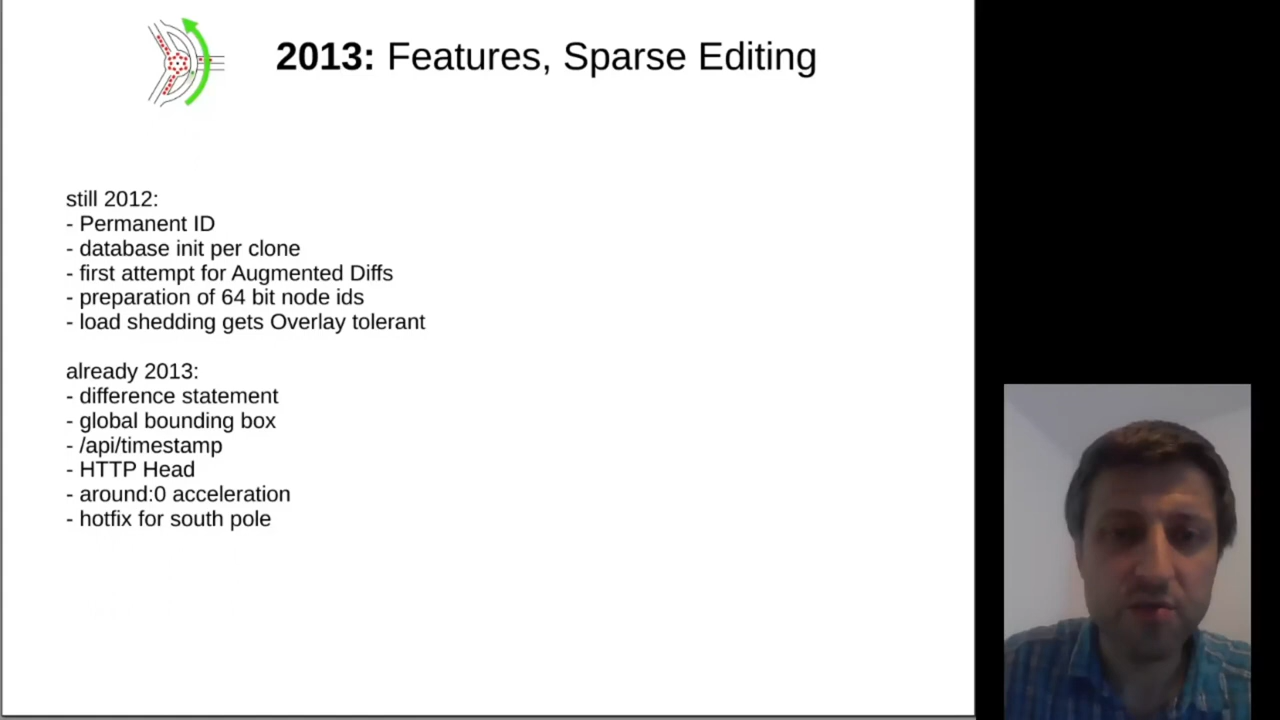 2013: Features, Sparse Editing
still 2012:
- Permanent ID
- database init per clone
- first attempt for Augmented Diffs
- preparation of 64 bit node ids
- load shedding gets Overlay tolerant
already 2013:
- difference statement
- global bounding box
- /api/timestamp
- HTTP Head
- around:0 acceleration
- hotfix for south pole